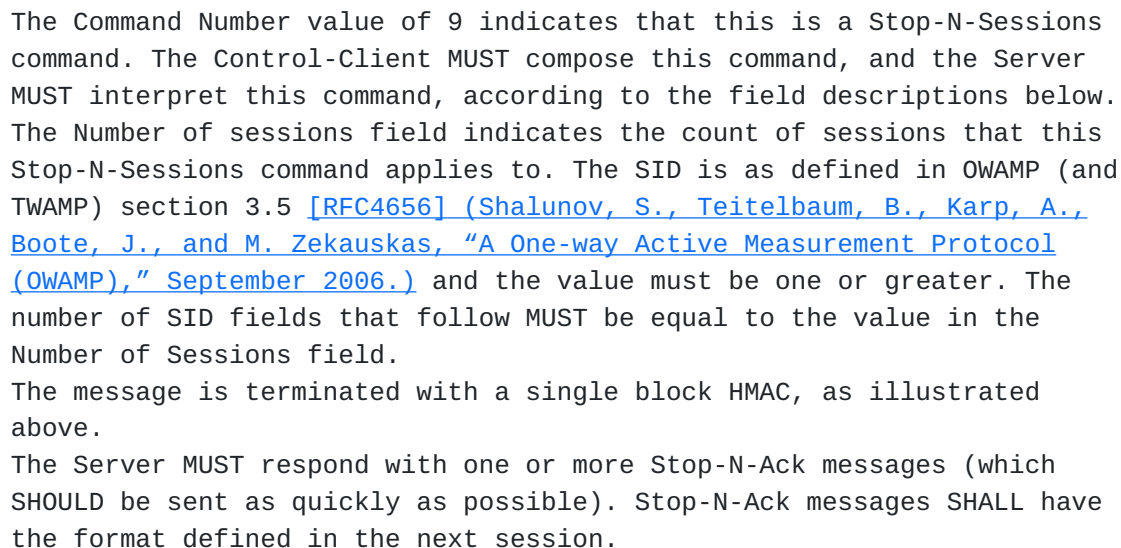 The Command Number value of 9 indicates that this is a Stop-N-Sessions
command. The Control-Client MUST compose this command, and the Server
MUST interpret this command, according to the field descriptions below.
The Number of sessions field indicates the count of sessions that this
Stop-N-Sessions command applies to. The SID is as defined in OWAMP (and
TWAMP) section 3.5 [RFC4656] (Shalunov, S., Teitelbaum, B., Karp, A.,
Boote, J., and M. Zekauskas, “A One-way Active Measurement Protocol
(OWAMP),” September 2006.) and the value must be one or greater. The
number of SID fields that follow MUST be equal to the value in the
Number of Sessions field.
The message is terminated with a single block HMAC, as illustrated
above.
The Server MUST respond with one or more Stop-N-Ack messages (which
SHOULD be sent as quickly as possible). Stop-N-Ack messages SHALL have
the format defined in the next session.